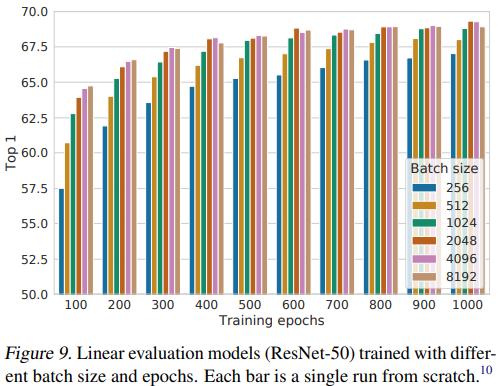 70.0
67.5
65.0
62.5
60.0
57.5
55.0
52.5
50.0
Top 1
Batch size
256
512
1024
2048
4096
8192
100 200 300 400 500 600 700 800 900 1000
Training epochs
Figure 9. Linear evaluation models (ResNet-50) trained with differ-
ent batch size and epochs. Each bar is a single run from scratch.¹⁰